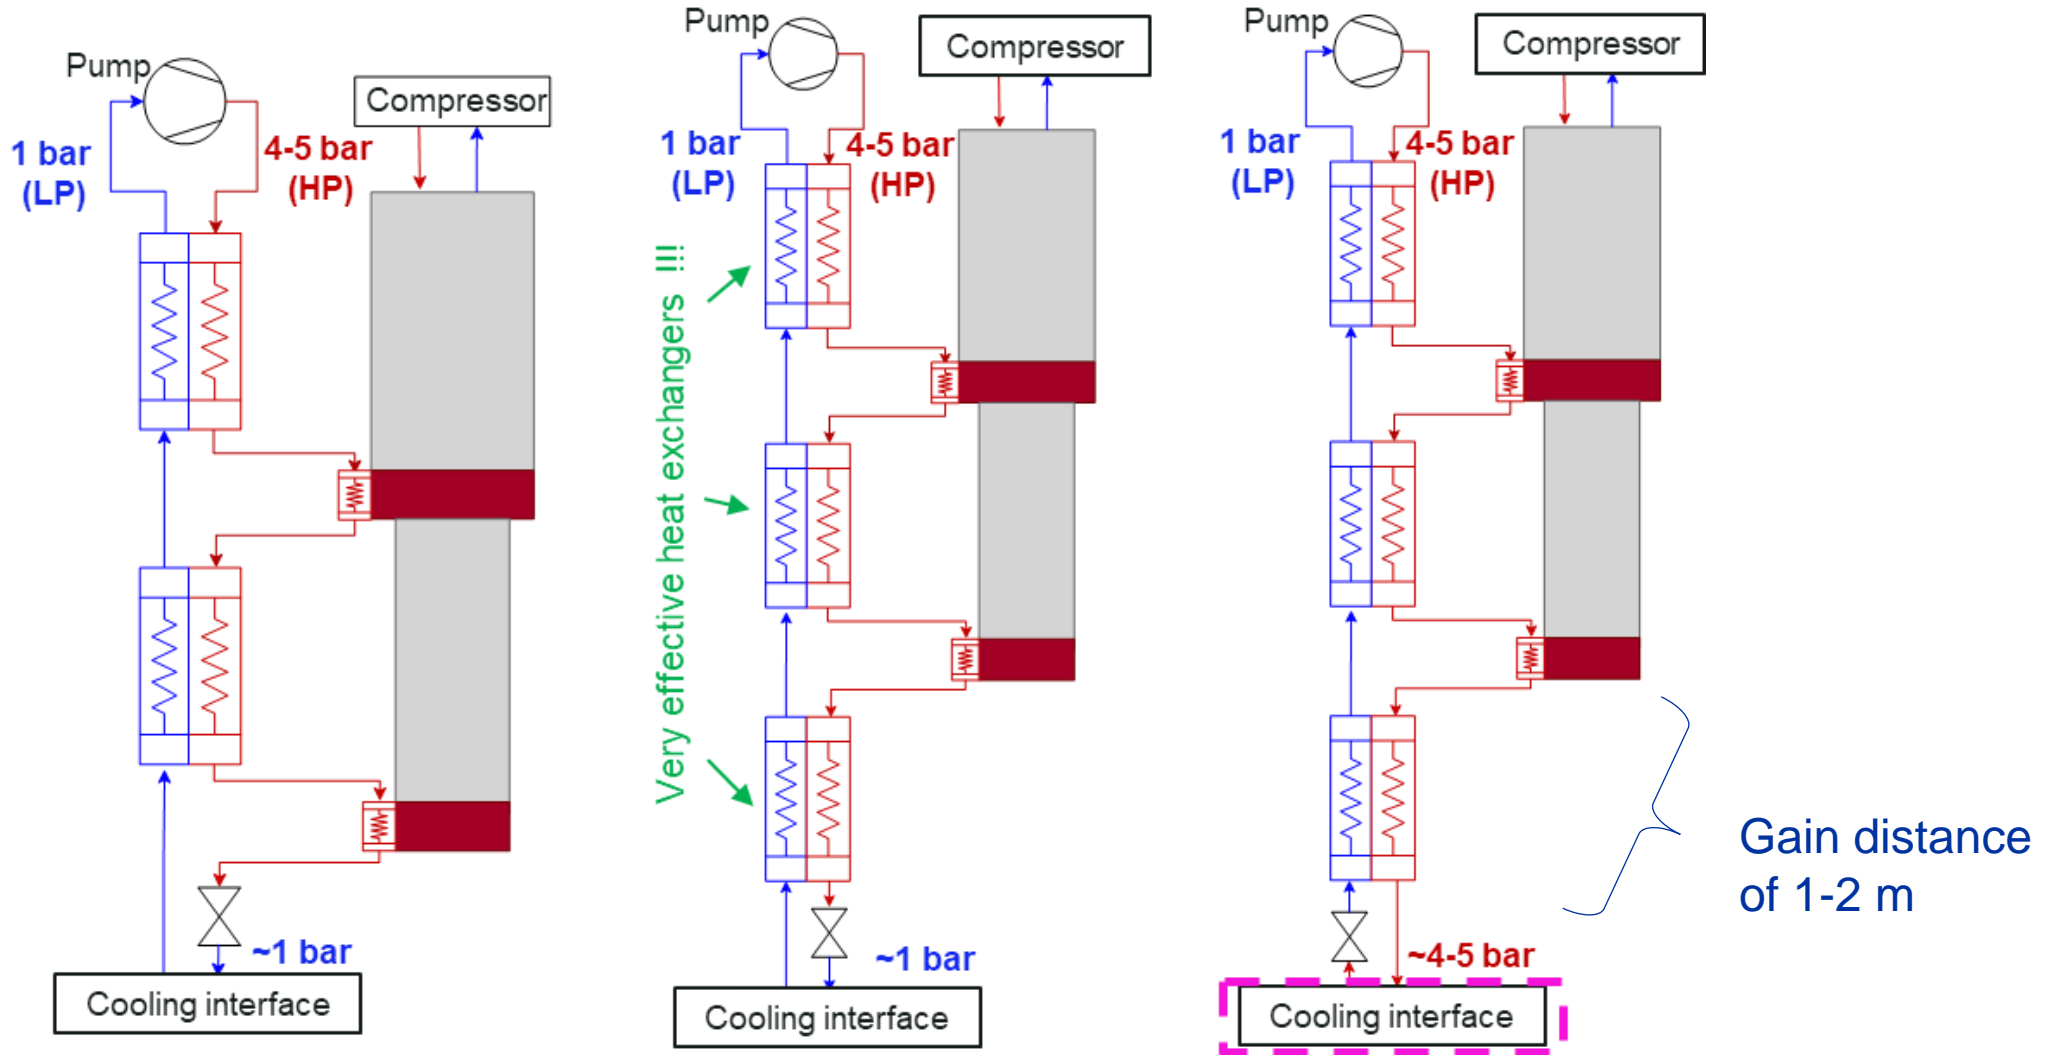 Pump
Compressor
1 bar
(LP)
4-5 bar
(HP)
~1 bar
Cooling interface
Pump
Compressor
1 bar
(LP)
4-5 bar
(HP)
Very effective heat exchangers !!!
~1 bar
Cooling interface
Pump
Compressor
1 bar
(LP)
4-5 bar
(HP)
Gain distance
of 1-2 m
~4-5 bar
Cooling interface